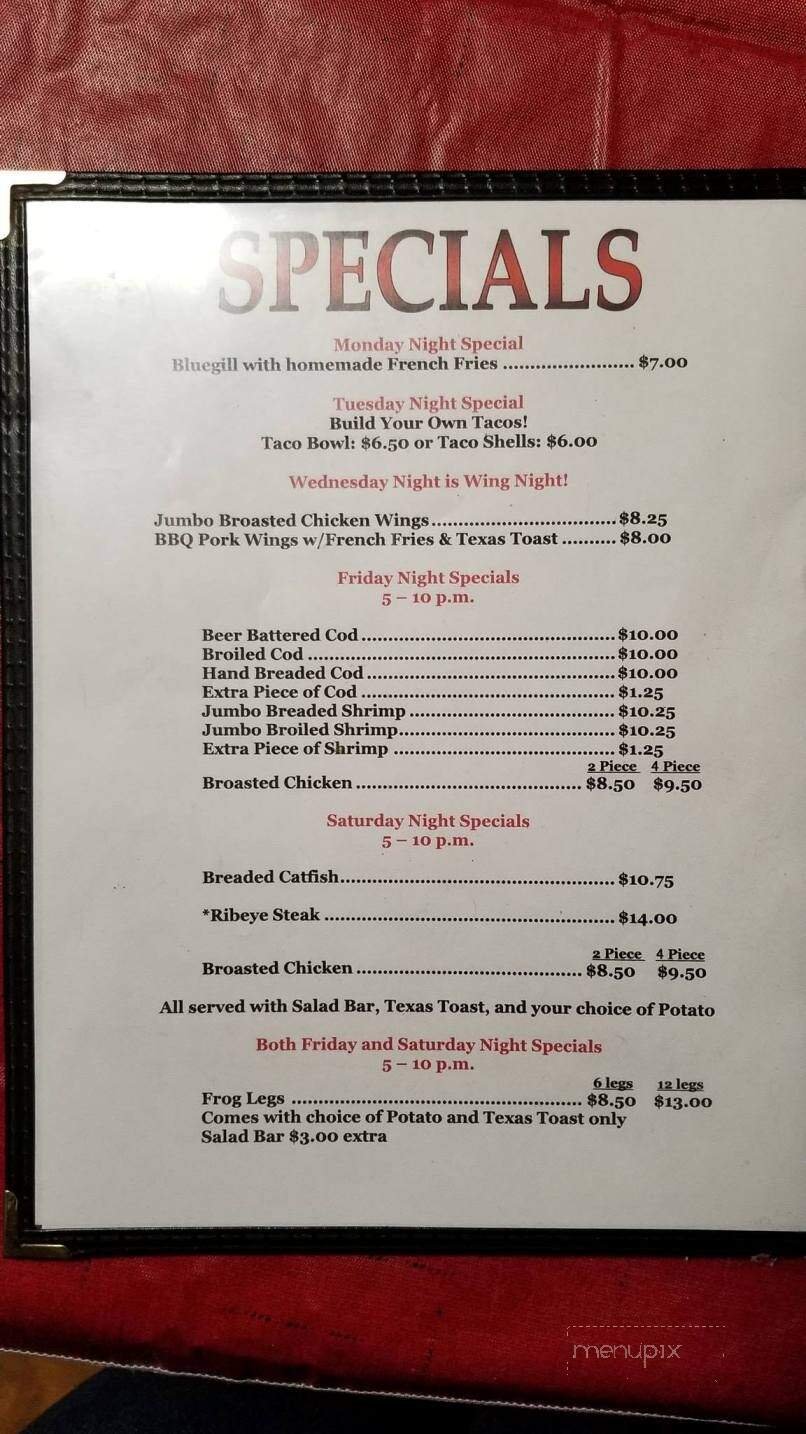 SPECIALS
Monday Night Special
Bluegill with homemade French Fries ........................ $7.00
Tuesday Night Special
Build Your Own Tacos!
Taco Bowl: $6.50 or Taco Shells: $6.00
Wednesday Night is Wing Night!
Jumbo Broasted Chicken Wings.................................. $8.25
BBQ Pork Wings w/French Fries & Texas Toast .......... $8.00
Friday Night Specials
5 – 10 p.m.
Beer Battered Cod............................................... $10.00
Broiled Cod ......................................................... $10.00
Hand Breaded Cod.............................................. $10.00
Extra Piece of Cod ............................................... $1.25
Jumbo Breaded Shrimp ...................................... $10.25
Jumbo Broiled Shrimp........................................ $10.25
Extra Piece of Shrimp ......................................... $1.25
2 Piece 4 Piece
Broasted Chicken .......................................... $8.50 $9.50
Saturday Night Specials
5 – 10 p.m.
Breaded Catfish................................................... $10.75
*Ribeye Steak ...................................................... $14.00
2 Piece 4 Piece
Broasted Chicken .......................................... $8.50 $9.50
All served with Salad Bar, Texas Toast, and your choice of Potato
Both Friday and Saturday Night Specials
5 – 10 p.m.
6 legs 12 legs
Frog Legs ...................................................... $8.50 $13.00
Comes with choice of Potato and Texas Toast only
Salad Bar $3.00 extra
menupix